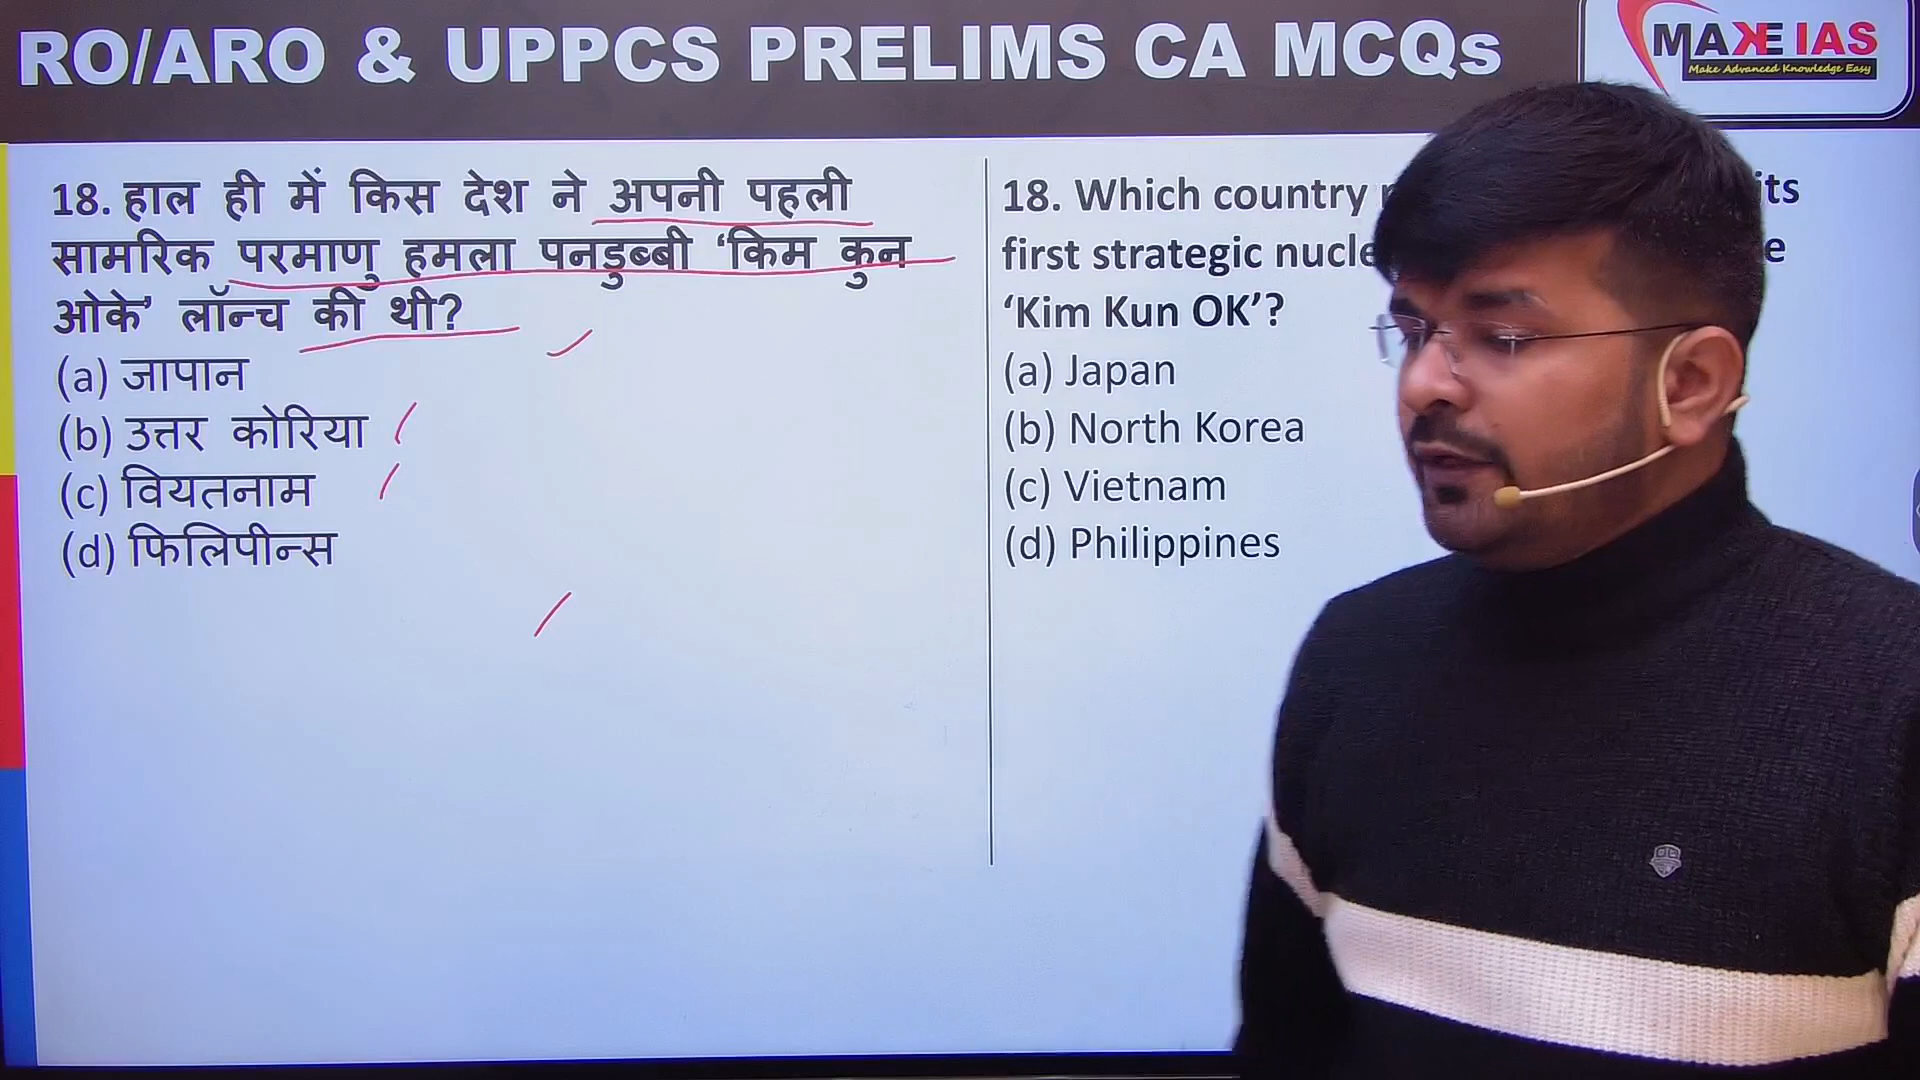 RO/ARO & UPPCS PRELIMS CA MCQs
MAKE IAS
Make Advanced Knowledge Easy
18. हाल ही में किस देश ने अपनी पहली
सामरिक परमाणु हमला पनडुब्बी ‘किम कुन
ओके’ लॉन्च की थी?
(a) जापान
(b) उत्तर कोरिया
(c) वियतनाम
(d) फिलिपीन्स
18. Which country its
first strategic
‘Kim Kun OK’?
(a) Japan
(b) North Korea
(c) Vietnam
(d) Philippines